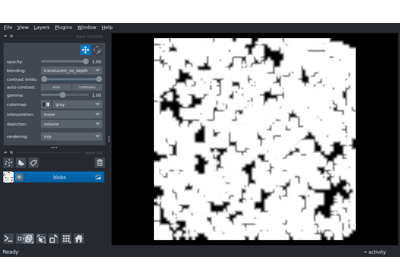 File View Layers Plugins Window Help
opacity: 1.00
blending: translucent_no_depth
contrast limits:
auto-contrast: once continuous
gamma: 1.00
colormap: gray
interpolation: linear
depiction: volume
rendering: mip
blobs
Ready
activity